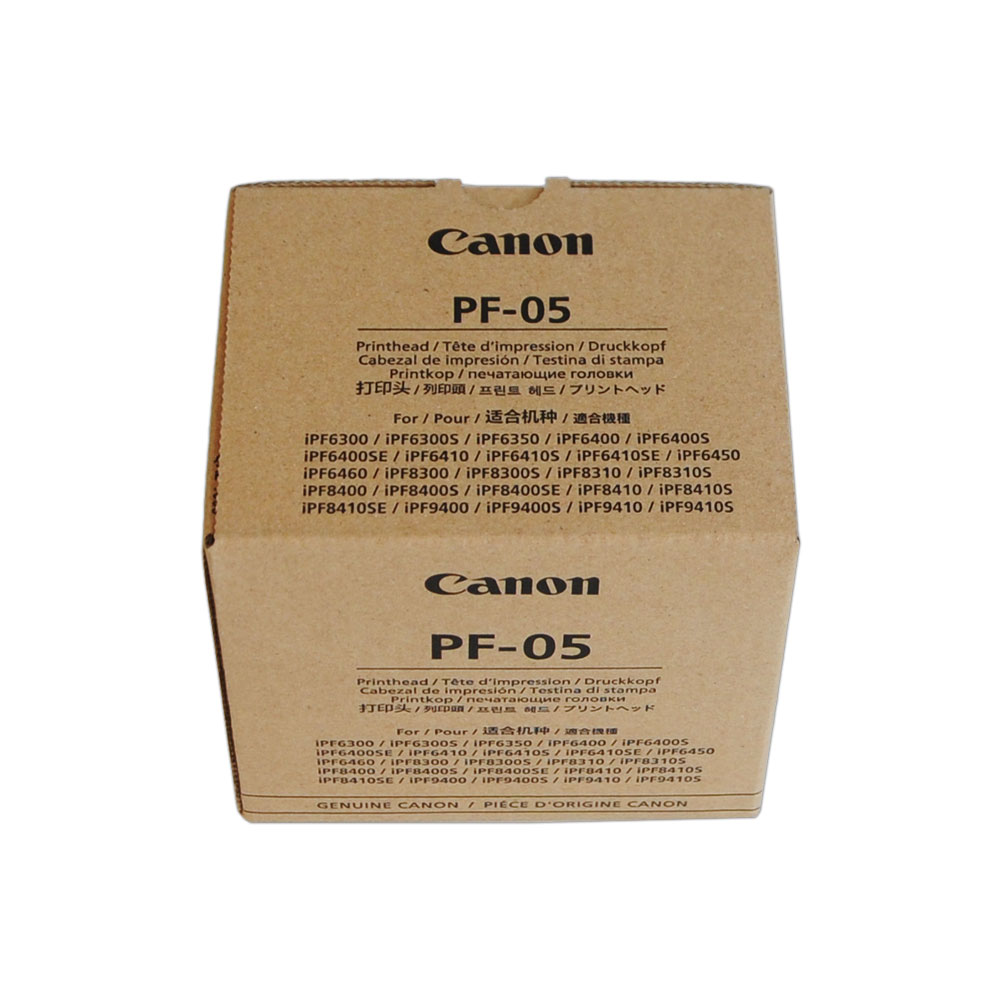 Canon
PF-05
Printhead / Tête d'impression / Druckkopf
Cabezal de impresión / Testina di stampa
Printkop / печатающие головки
打印头 / 列印頭 / 프린트 헤드 / プリントヘッド
For / Pour / 适合机种 / 適合機種
iPF6300 / iPF6300S / iPF6350 / iPF6400 / iPF6400S
iPF6400SE / iPF6410 / iPF6410S / iPF6410SE / iPF6450
iPF6460 / iPF8300 / iPF8300S / iPF8310 / iPF8310S
iPF8400 / iPF8400S / iPF8400SE / iPF8410 / iPF8410S
iPF8410SE / iPF9400 / iPF9400S / iPF9410 / iPF9410S
Canon
PF-05
Printhead / Tête d'impression / Druckkopf
Cabezal de impresión / Testina di stampa
Printkop / печатающие головки
打印头 / 列印頭 / 프린트 헤드 / プリントヘッド
For / Pour / 适合机种 / 適合機種
iPF6300 / iPF6300S / iPF6350 / iPF6400 / iPF6400S
iPF6400SE / iPF6410 / iPF6410S / iPF6410SE / iPF6450
iPF6460 / iPF8300 / iPF8300S / iPF8310 / iPF8310S
iPF8400 / iPF8400S / iPF8400SE / iPF8410 / iPF8410S
iPF8410SE / iPF9400 / iPF9400S / iPF9410 / iPF9410S
GENUINE CANON / PIÉCE D'ORIGINE CANON